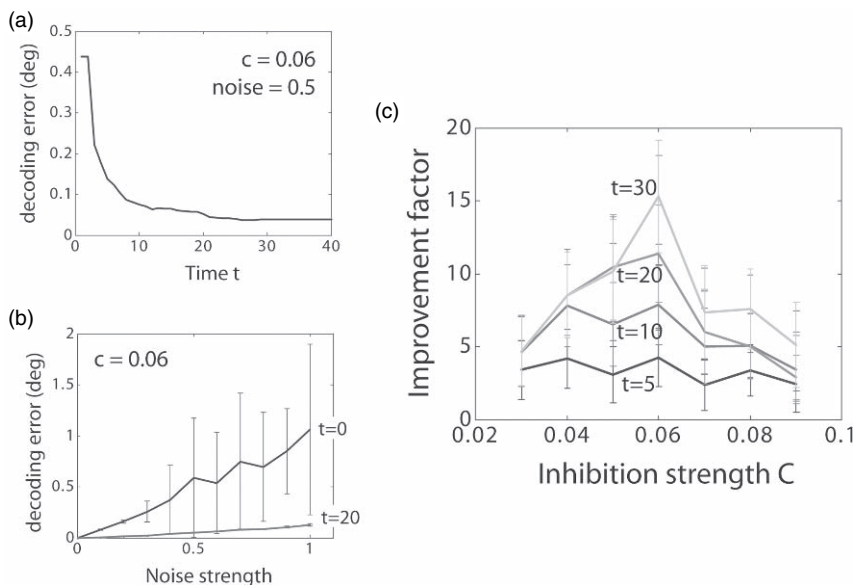 (a)
0.5
0.4
0.3
0.2
0.1
0
decoding error (deg)
c = 0.06
noise = 0.5
0 10 20 30 40
Time t
(b)
2
1.5
1
0.5
0
decoding error (deg)
c = 0.06
t=0
t=20
0.5 1
Noise strength
(c)
20
15
10
5
0
Improvement factor
t=30
t=20
t=10
t=5
0.02 0.04 0.06 0.08 0.1
Inhibition strength C